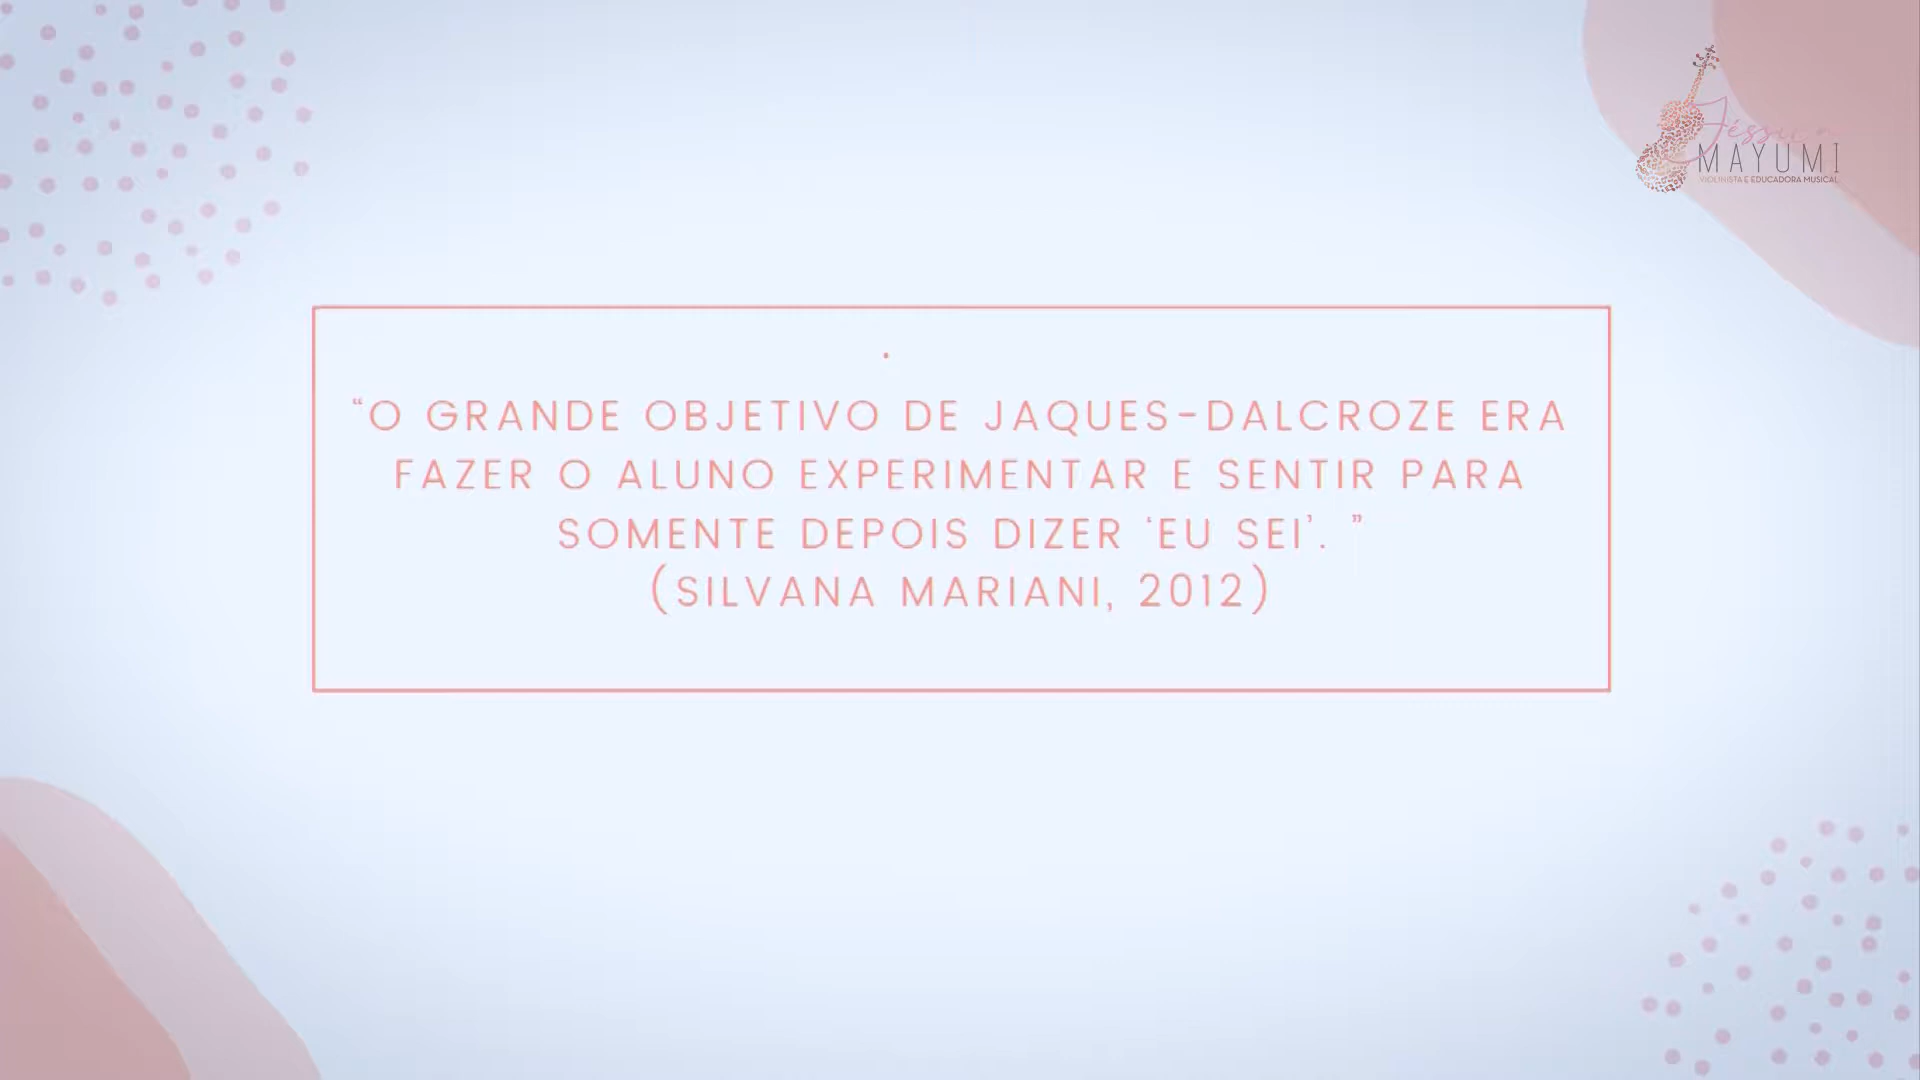 Jéssica
MAYUMI
VIOLINISTA E EDUCADORA MUSICAL
“O GRANDE OBJETIVO DE JAQUES-DALCROZE ERA
FAZER O ALUNO EXPERIMENTAR E SENTIR PARA
SOMENTE DEPOIS DIZER ‘EU SEI’. ”
(SILVANA MARIANI, 2012)